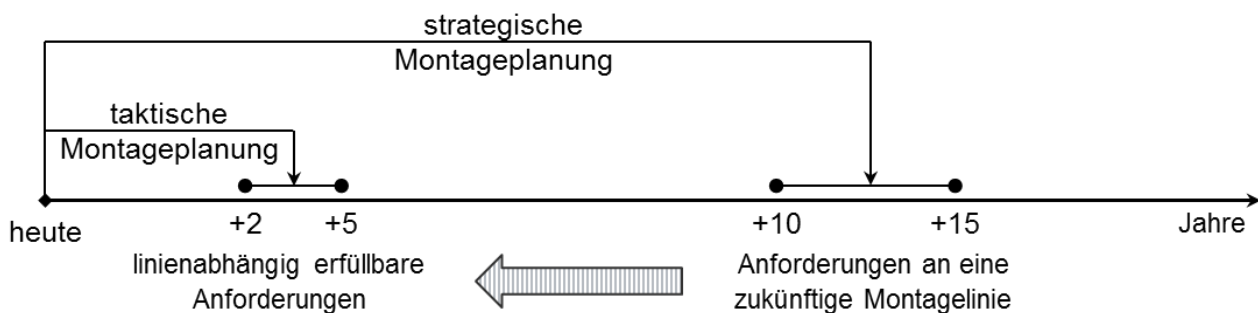 strategische
Montageplanung
taktische
Montageplanung
heute
+2
+5
+10
+15
Jahre
linienabhängig erfüllbare
Anforderungen
Anforderungen an eine
zukünftige Montagelinie